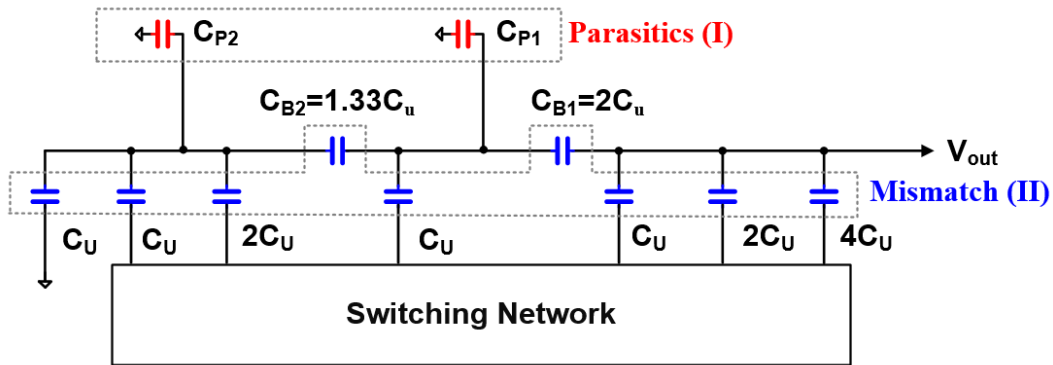 CP2
CP1
Parasitics (I)
CB2=1.33Cu
CB1=2Cu
Vout
Mismatch (II)
CU
CU
2CU
CU
CU
2CU
4CU
Switching Network